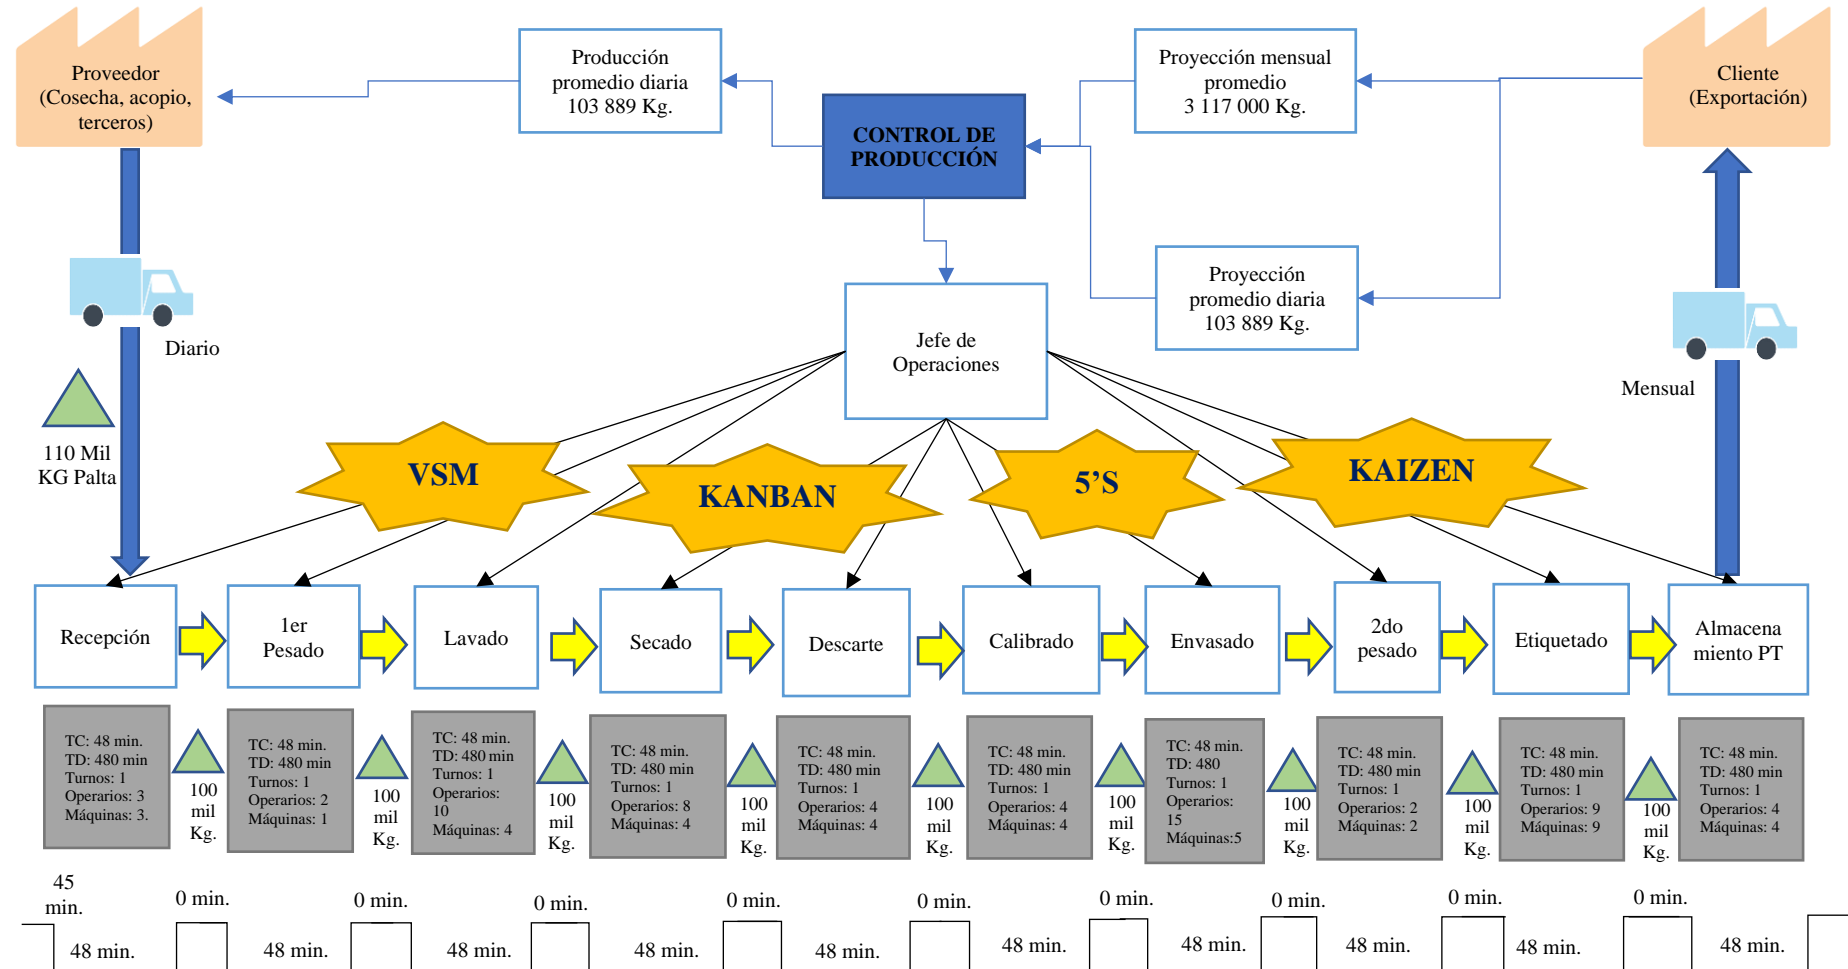 Proveedor
(Cosecha, acopio,
terceros)
Producción
promedio diaria
103 889 Kg.
CONTROL DE
PRODUCCIÓN
Proyección mensual
promedio
3 117 000 Kg.
Cliente
(Exportación)
Proyección
promedio diaria
103 889 Kg.
Jefe de
Operaciones
Diario
Mensual
110 Mil
KG Palta
VSM
KANBAN
5’S
KAIZEN
Recepción
1er
Pesado
Lavado
Secado
Descarte
Calibrado
Envasado
2do
pesado
Etiquetado
Almacena
miento PT
TC: 48 min.
TD: 480 min
Turnos: 1
Operarios: 3
Máquinas: 3.
100
mil
Kg.
TC: 48 min.
TD: 480 min
Turnos: 1
Operarios: 2
Máquinas: 1
100
mil
Kg.
TC: 48 min.
TD: 480 min
Turnos: 1
Operarios:
10
Máquinas: 4
100
mil
Kg.
TC: 48 min.
TD: 480 min
Turnos: 1
Operarios: 8
Máquinas: 4
100
mil
Kg.
TC: 48 min.
TD: 480 min
Turnos: 1
Operarios: 4
Máquinas: 4
100
mil
Kg.
TC: 48 min.
TD: 480 min
Turnos: 1
Operarios: 4
Máquinas: 4
100
mil
Kg.
TC: 48 min.
TD: 480
Turnos: 1
Operarios:
15
Máquinas:5
100
mil
Kg.
TC: 48 min.
TD: 480 min
Turnos: 1
Operarios: 2
Máquinas: 2
100
mil
Kg.
TC: 48 min.
TD: 480 min
Turnos: 1
Operarios: 9
Máquinas: 9
100
mil
Kg.
TC: 48 min.
TD: 480 min
Turnos: 1
Operarios: 4
Máquinas: 4
45
min.
0 min.
0 min.
0 min.
0 min.
0 min.
0 min.
0 min.
0 min.
0 min.
48 min.
48 min.
48 min.
48 min.
48 min.
48 min.
48 min.
48 min.
48 min.
48 min.